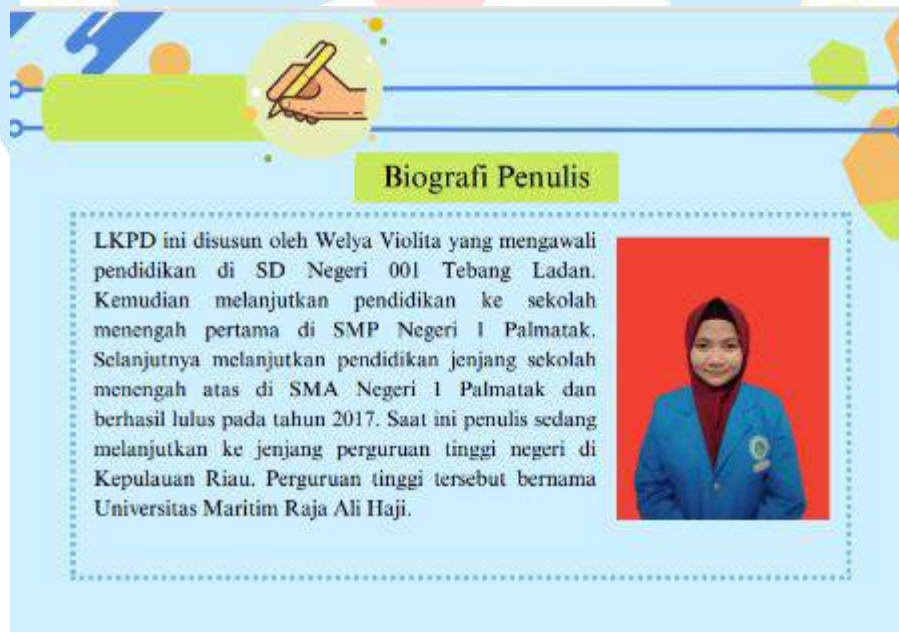 Biografi Penulis
LKPD ini disusun oleh Welya Violita yang mengawali
pendidikan di SD Negeri 001 Tebang Ladan.
Kemudian melanjutkan pendidikan ke sekolah
menengah pertama di SMP Negeri 1 Palmatak.
Selanjutnya melanjutkan pendidikan jenjang sekolah
menengah atas di SMA Negeri 1 Palmatak dan
berhasil lulus pada tahun 2017. Saat ini penulis sedang
melanjutkan ke jenjang perguruan tinggi negeri di
Kepulauan Riau. Perguruan tinggi tersebut bernama
Universitas Maritim Raja Ali Haji.